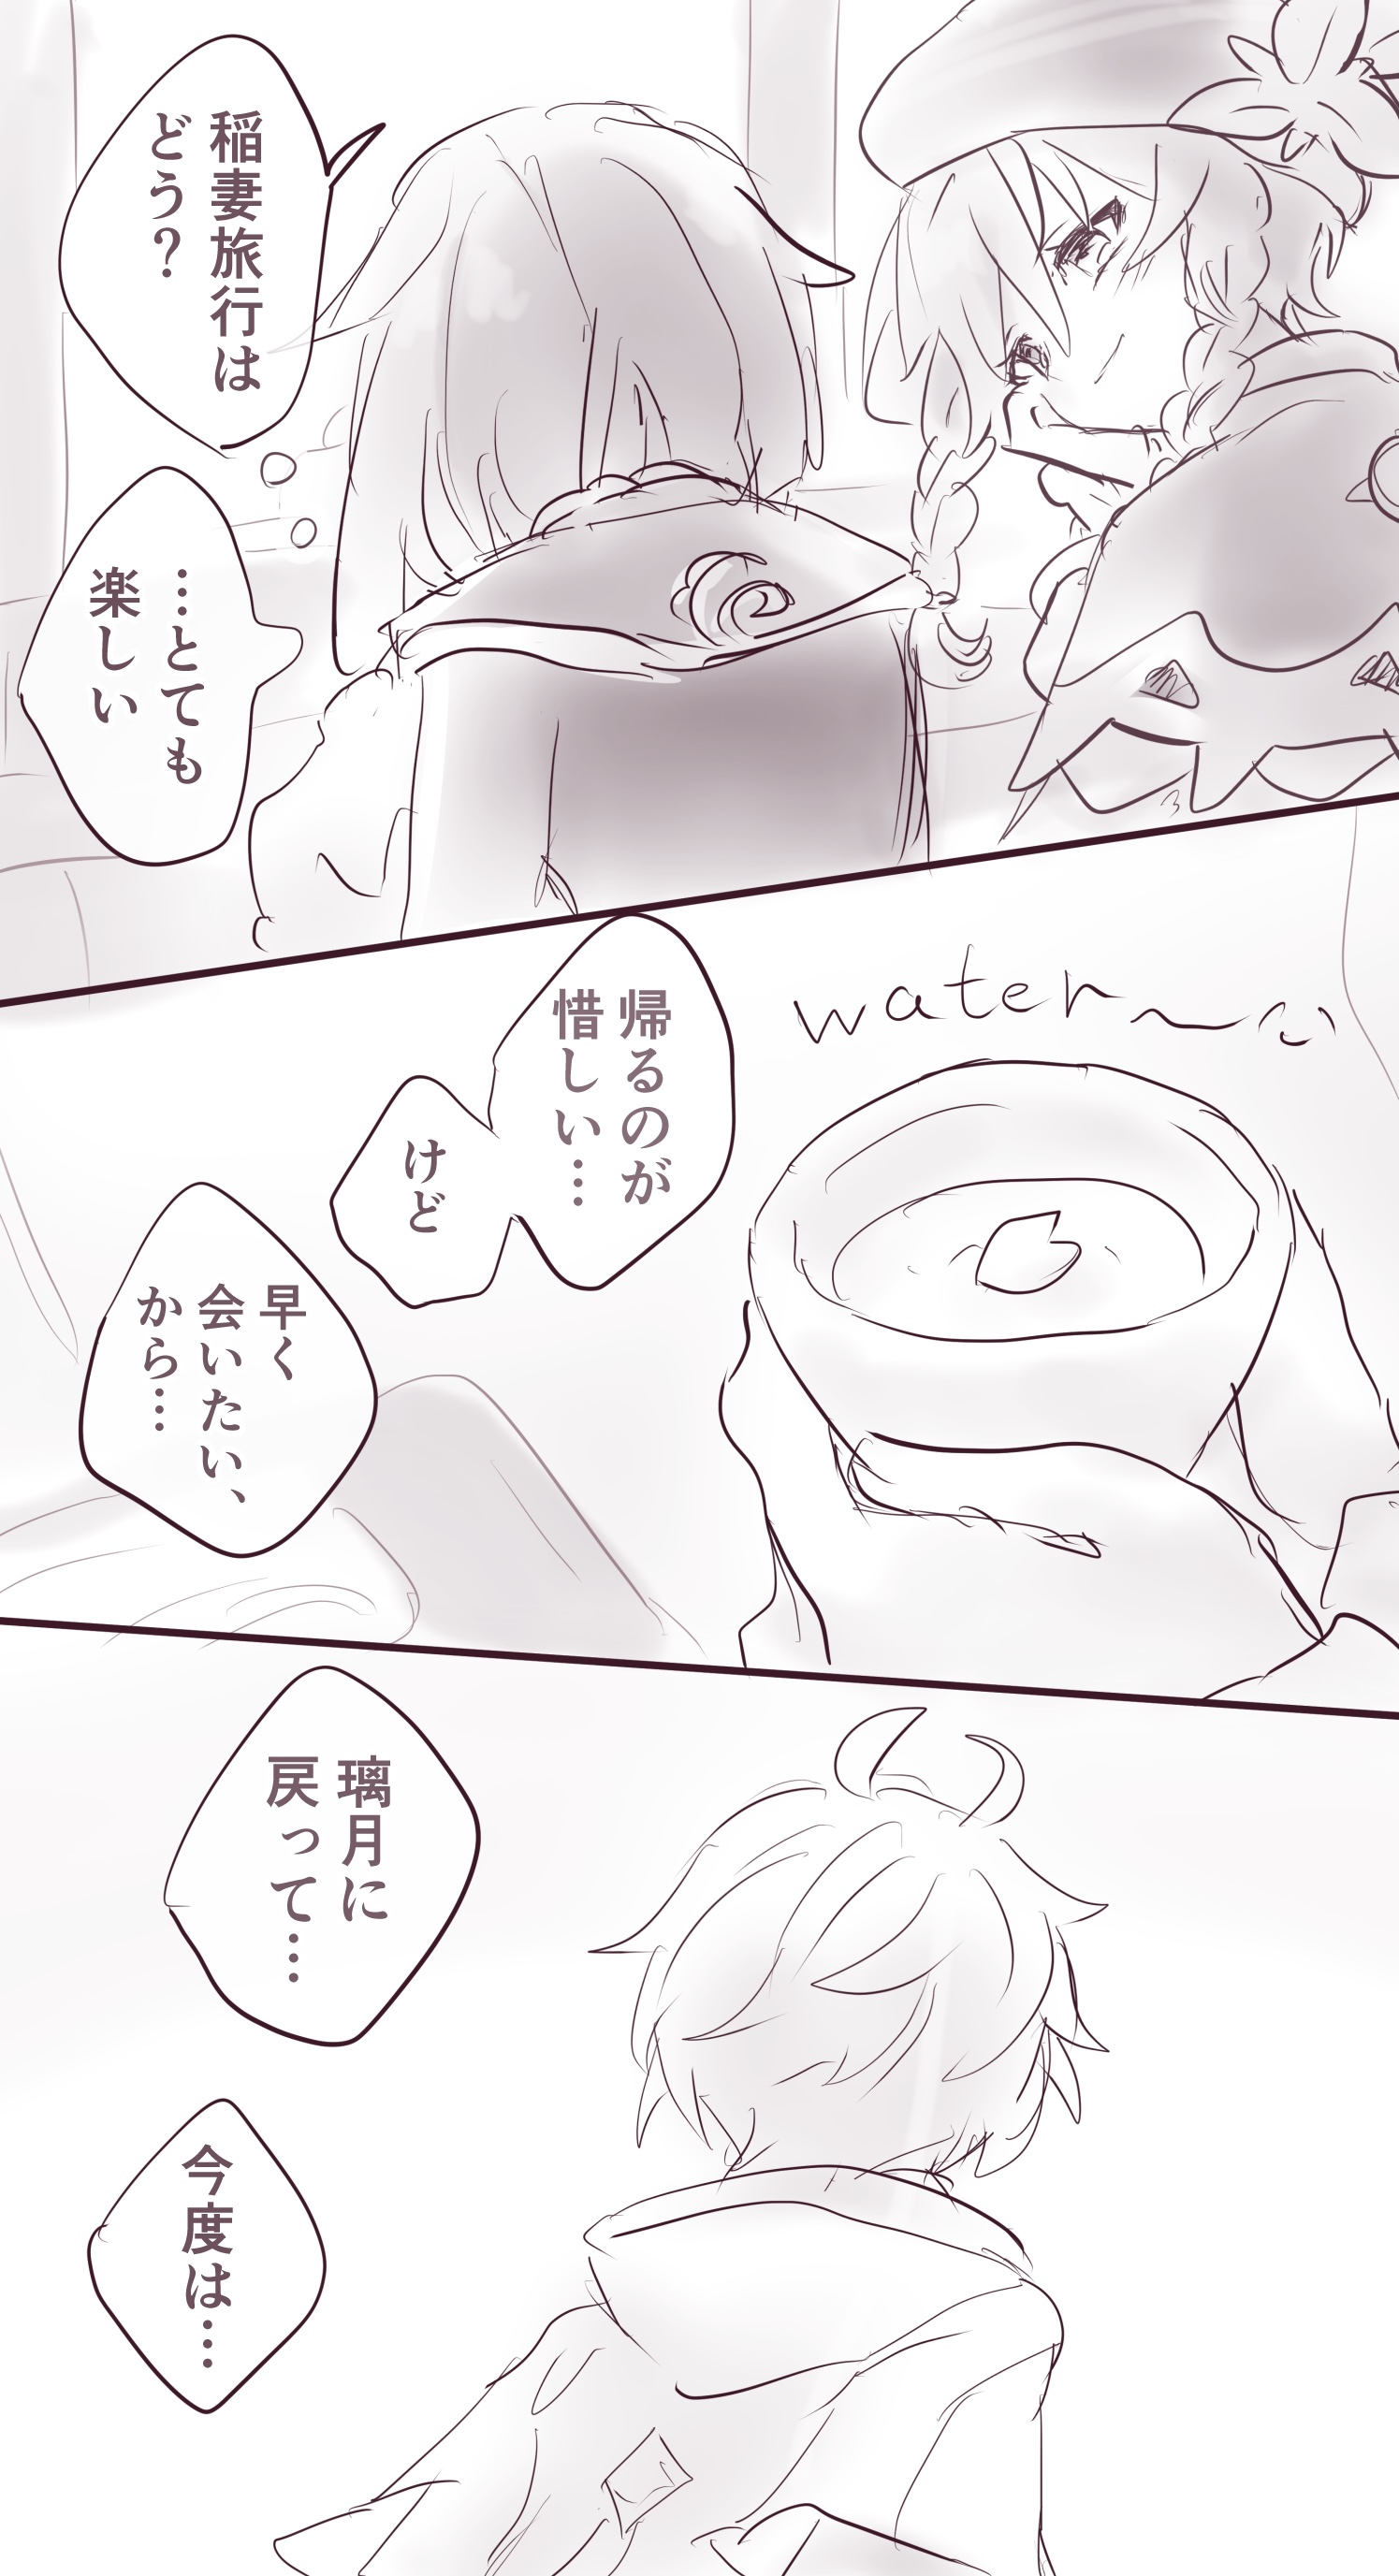 稲妻旅行は
どう？
…とても
楽しい
water〜
帰るのが
惜しい…
けど
早く
会いたい、
から…
璃月に
戻って…
今度は…